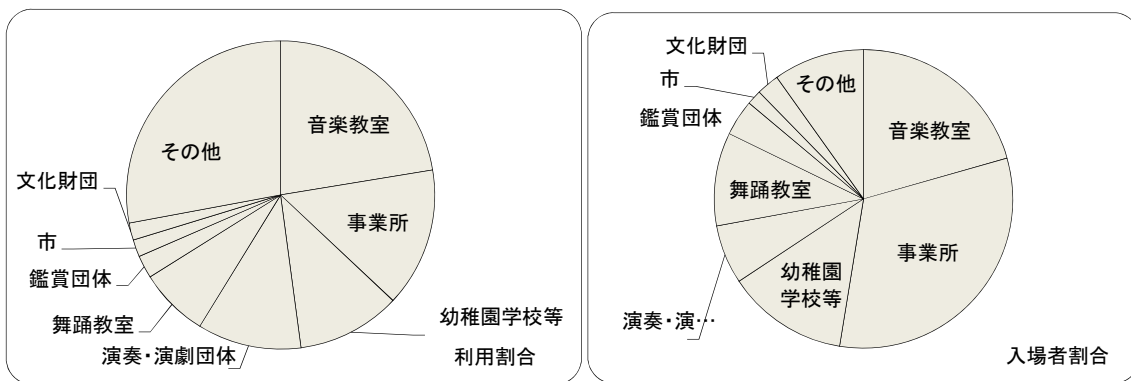 音楽教室
その他
文化財団
事業所
市
鑑賞団体
幼稚園学校等
舞踊教室
演奏・演劇団体
利用割合
文化財団
市
その他
鑑賞団体
音楽教室
舞踊教室
事業所
幼稚園
学校等
演奏・演…
入場者割合